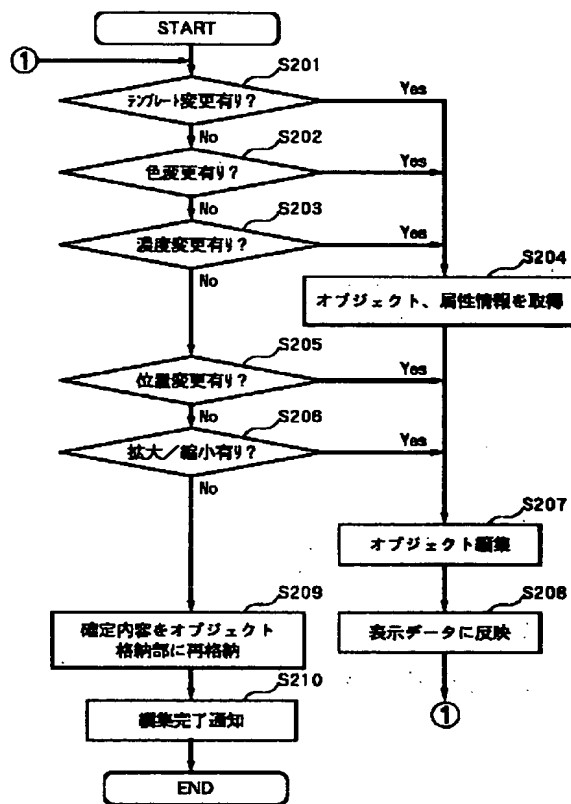 START
①
S201
テンプレート変更有り?
Yes
No
S202
色変更有り?
Yes
No
S203
濃度変更有り?
Yes
No
S204
オブジェクト、属性情報を取得
S205
位置変更有り?
Yes
No
S206
拡大/縮小有り?
Yes
No
S207
オブジェクト編集
S208
表示データに反映
①
S209
確定内容をオブジェクト
格納部に再格納
S210
編集完了通知
END